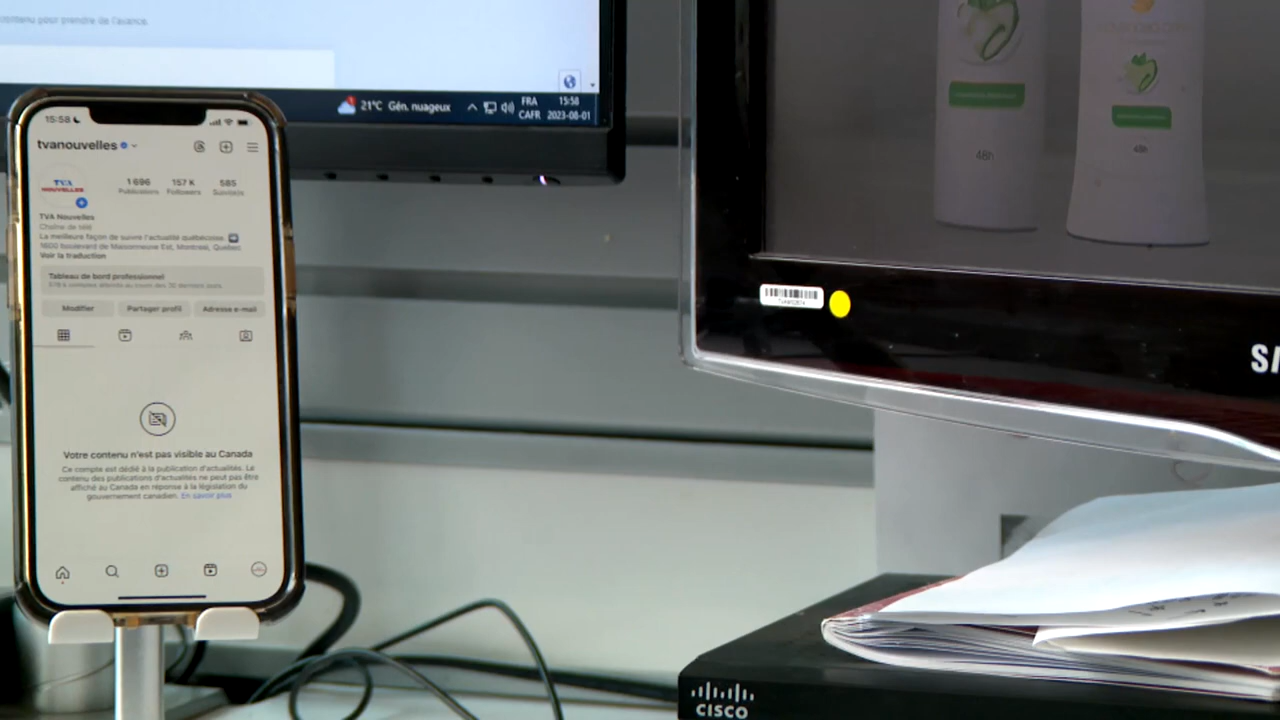 contenu pour prendre de l'avance.
21°C Gén. nuageux
FRA
CAFR
15:58
2023-08-01
15:58
tvanouvelles
TVA
NOUVELLES
1 696
157 K
585
Publications
Followers
Suivi(e)s
TVA Nouvelles
Chaîne de télé
La meilleure façon de suivre l'actualité québécoise.
1600 boulevard de Maisonneuve Est, Montréal, Québec
Voir la traduction
Tableau de bord professionnel
Modifier
Partager profil
Adresse e-mail
Votre contenu n'est pas visible au Canada
Ce compte est dédié à la publication d'actualités. Le
contenu des publications d'actualités ne peut pas être
affiché au Canada en réponse à la législation du
gouvernement canadien. En savoir plus
48h
48h
SA
CISCO